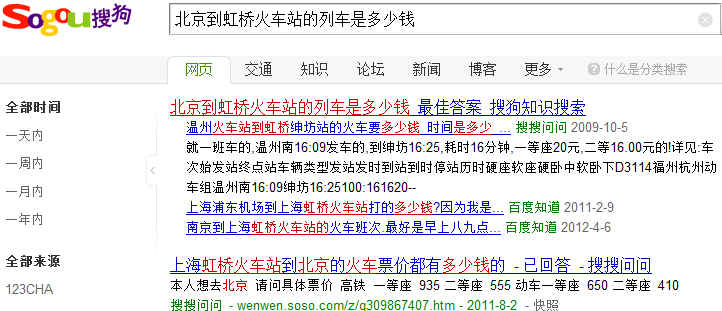 Sogou搜狗
北京到虹桥火车站的列车是多少钱
网页 交通 知识 论坛 新闻 博客 更多 什么是分类搜索
全部时间
一天内
一周内
一月内
一年内
全部来源
123CHA
北京到虹桥火车站的列车是多少钱 最佳答案 搜狗知识搜索
温州火车站到虹桥绅坊站的火车要多少钱 时间是多少 ... 搜搜问问 2009-10-5
就一班车的,温州南16:09发车的,到绅坊16:25,耗时16分钟,一等座20元,二等16.00元的!详见:车
次始发站终点站车辆类型发站发时到站到时停站历时硬座软座硬卧中软卧下D3114福州杭州动
车组温州南16:09绅坊16:25100:161620--
上海浦东机场到上海虹桥火车站打的多少钱?因为我是... 百度知道 2011-2-9
南京到上海虹桥火车站的火车班次.最好是早上八九点... 百度知道 2012-4-6
上海虹桥火车站到北京的火车票价都有多少钱的 - 已回答 - 搜搜问问
本人想去北京 请问具体票价 高铁 一等座 935 二等座 555 动车一等座 650 二等座 410
搜搜问问 - wenwen.soso.com/z/q309867407.htm - 2011-8-2 - 快照